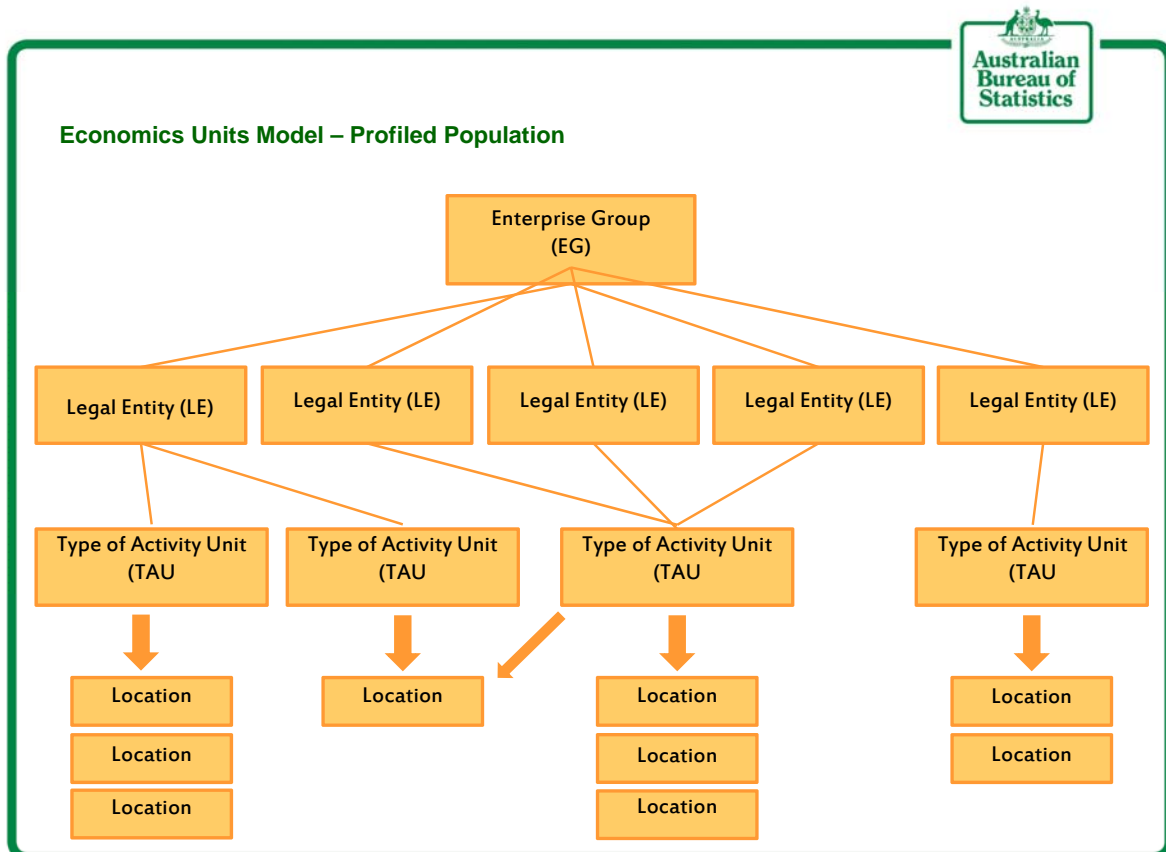 Australian
Bureau of
Statistics
Economics Units Model – Profiled Population
Enterprise Group
(EG)
Legal Entity (LE)
Legal Entity (LE)
Legal Entity (LE)
Legal Entity (LE)
Legal Entity (LE)
Type of Activity Unit
(TAU
Type of Activity Unit
(TAU
Type of Activity Unit
(TAU
Type of Activity Unit
(TAU
Location
Location
Location
Location
Location
Location
Location
Location
Location